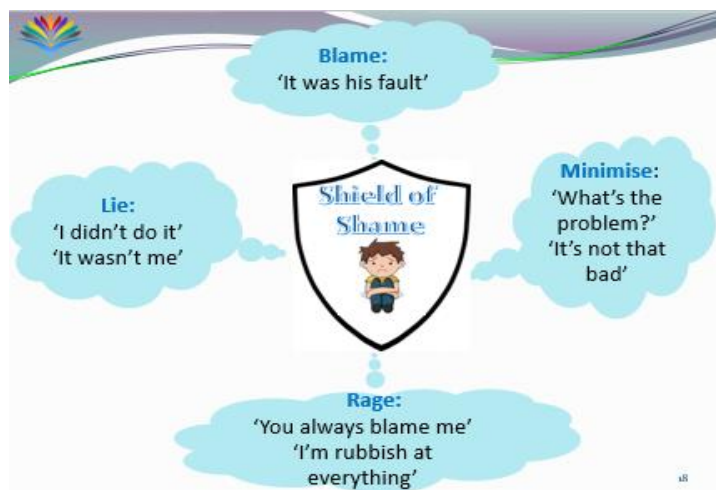 Blame:
‘It was his fault’
Lie:
‘I didn’t do it’
‘It wasn’t me’
Shield of
Shame
Minimise:
‘What’s the
problem?’
‘It’s not that
bad’
Rage:
‘You always blame me’
‘I’m rubbish at
everything’
18